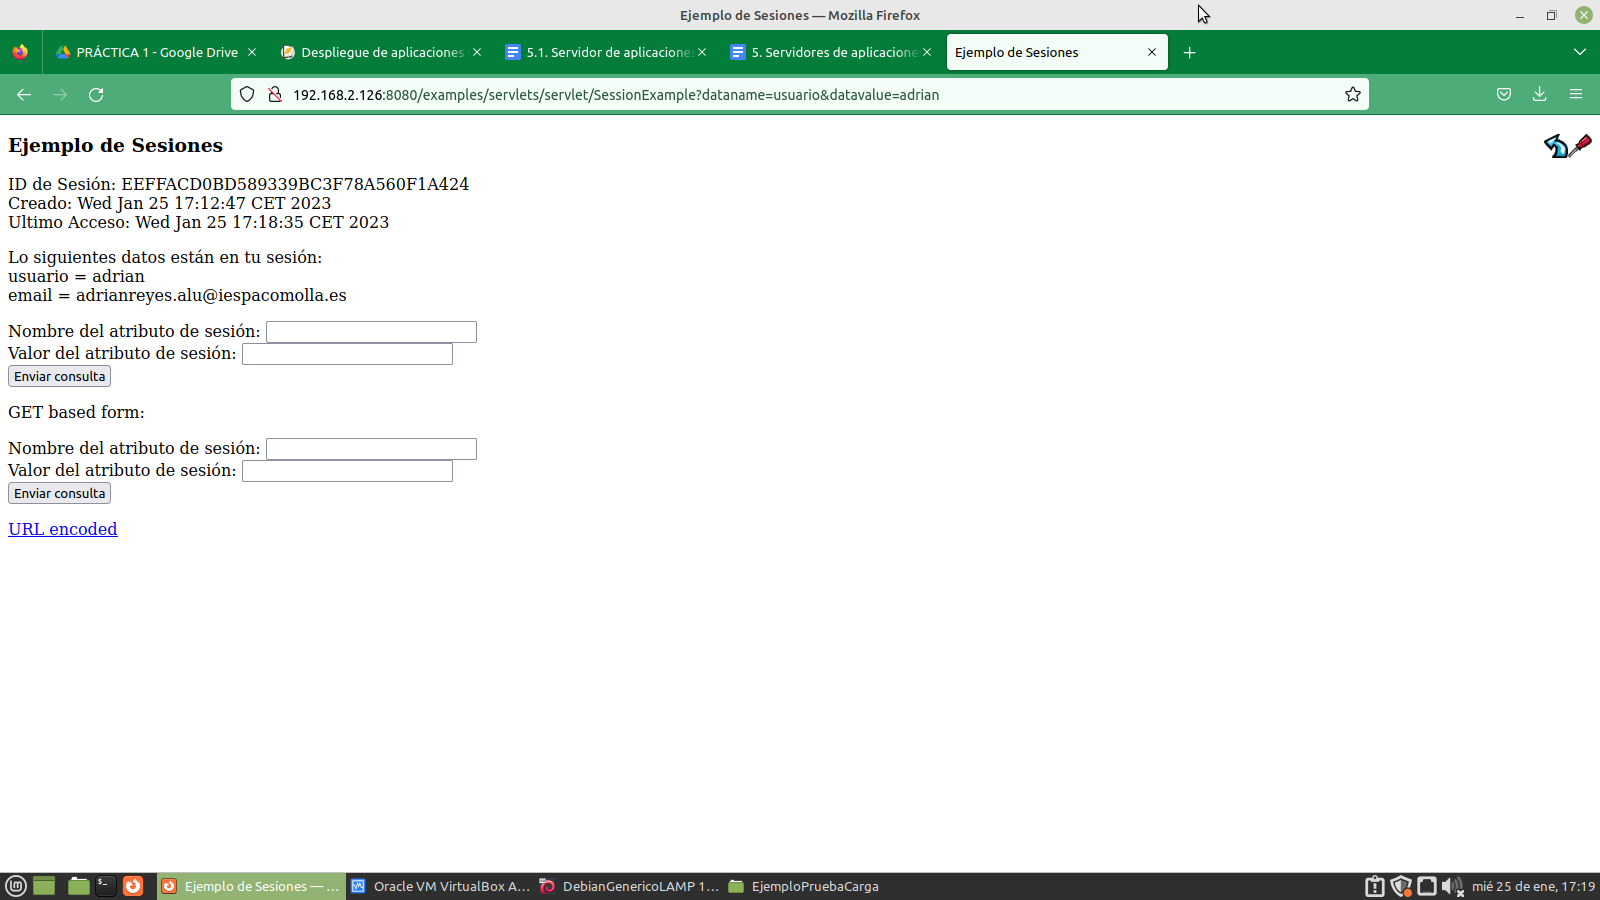 Ejemplo de Sesiones — Mozilla Firefox
PRÁCTICA 1 - Google Drive
Despliegue de aplicaciones
5.1. Servidor de aplicacione
5. Servidores de aplicacione
Ejemplo de Sesiones
192.168.2.126:8080/examples/servlets/servlet/SessionExample?dataname=usuario&datavalue=adrian
Ejemplo de Sesiones
ID de Sesión: EEFFACD0BD589339BC3F78A560F1A424
Creado: Wed Jan 25 17:12:47 CET 2023
Ultimo Acceso: Wed Jan 25 17:18:35 CET 2023
Lo siguientes datos están en tu sesión:
usuario = adrian
email = adrianreyes.alu@iespacomolla.es
Nombre del atributo de sesión:
Valor del atributo de sesión:
Enviar consulta
GET based form:
Nombre del atributo de sesión:
Valor del atributo de sesión:
Enviar consulta
URL encoded
Ejemplo de Sesiones — ...
Oracle VM VirtualBox A...
DebianGenericoLAMP 1...
EjemploPruebaCarga
mié 25 de ene, 17:19